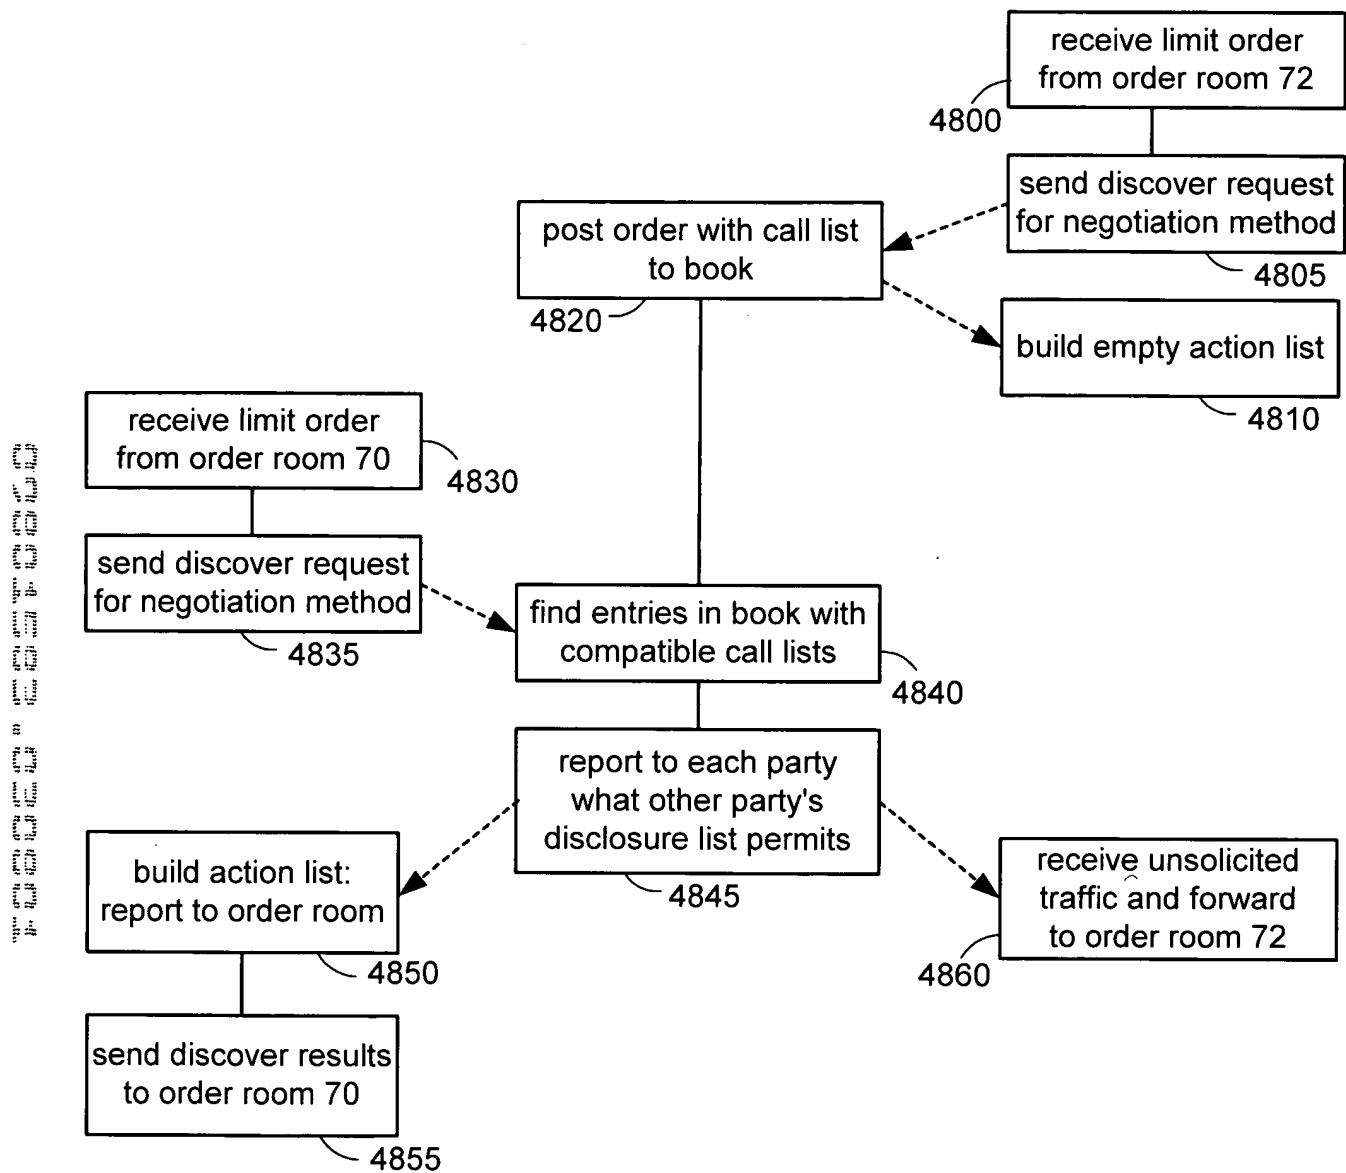 receive limit order
from order room 72
4800
send discover request
for negotiation method
4805
post order with call list
to book
4820
build empty action list
4810
receive limit order
from order room 70
4830
send discover request
for negotiation method
4835
find entries in book with
compatible call lists
4840
report to each party
what other party's
disclosure list permits
4845
build action list:
report to order room
4850
receive unsolicited
traffic and forward
to order room 72
4860
send discover results
to order room 70
4855